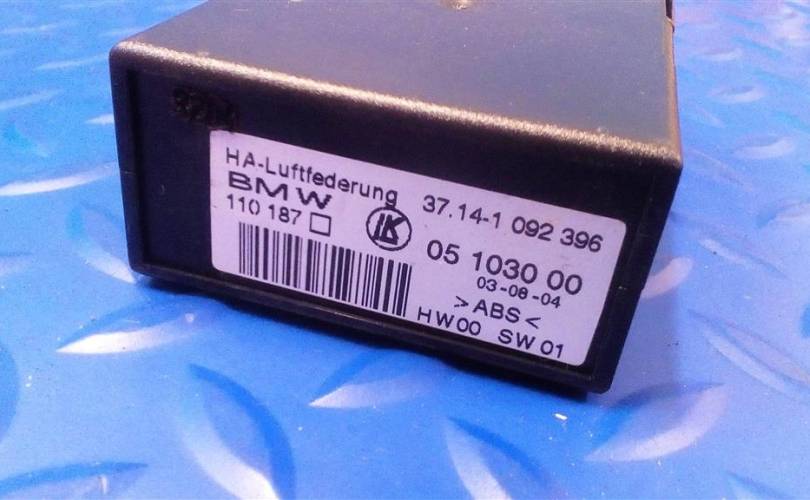 HA-Luftfederung 37.14-1 092 396
BMW
110 187 LK 05 1030 00
03-08-04
>ABS<
HW00 SW01